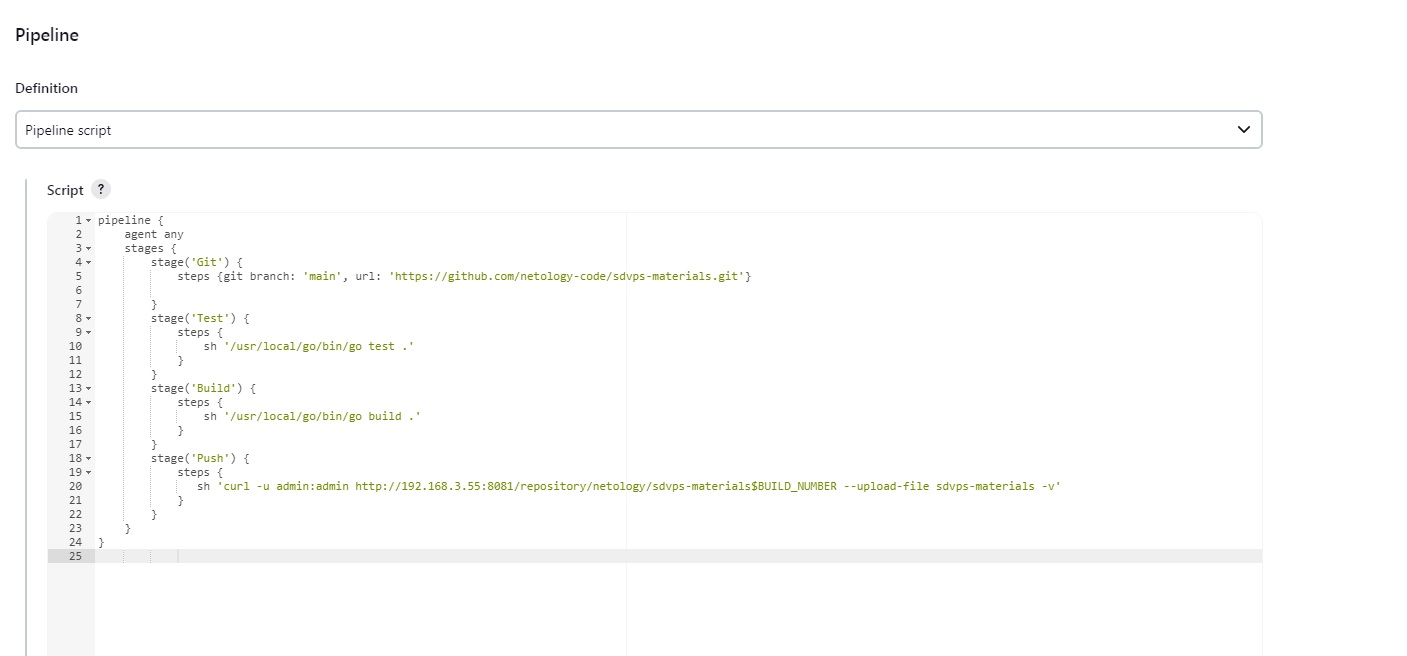 Pipeline
Definition
Pipeline script
Script ?
1 pipeline {
2     agent any
3     stages {
4         stage('Git') {
5             steps {git branch: 'main', url: 'https://github.com/netology-code/sdvps-materials.git'}
6
7         }
8         stage('Test') {
9             steps {
10                 sh '/usr/local/go/bin/go test .'
11             }
12         }
13         stage('Build') {
14             steps {
15                 sh '/usr/local/go/bin/go build .'
16             }
17         }
18         stage('Push') {
19             steps {
20                sh 'curl -u admin:admin http://192.168.3.55:8081/repository/netology/sdvps-materials$BUILD_NUMBER --upload-file sdvps-materials -v'
21             }
22         }
23     }
24 }
25